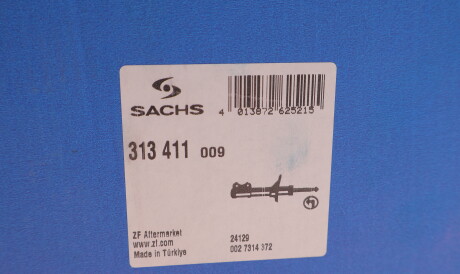 SACHS
4 013872 625215
313 411 009
ZF Aftermarket
www.zf.com
Made in Türkiye
24129
002 7314 372